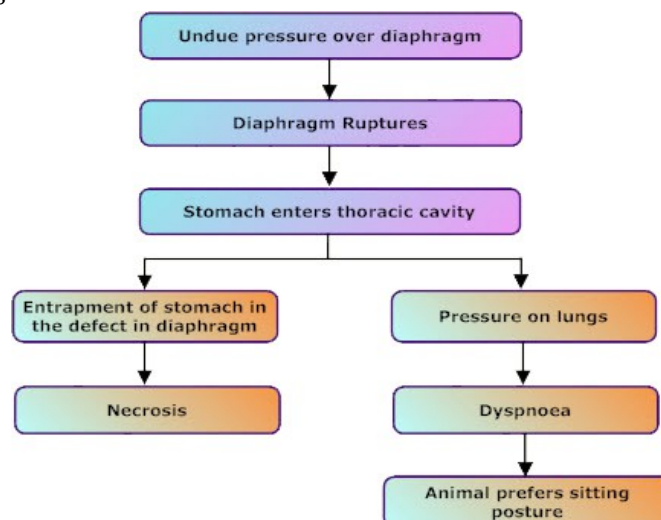 Undue pressure over diaphragm
Diaphragm Ruptures
Stomach enters thoracic cavity
Entrapment of stomach in
the defect in diaphragm
Pressure on lungs
Necrosis
Dyspnoea
Animal prefers sitting
posture